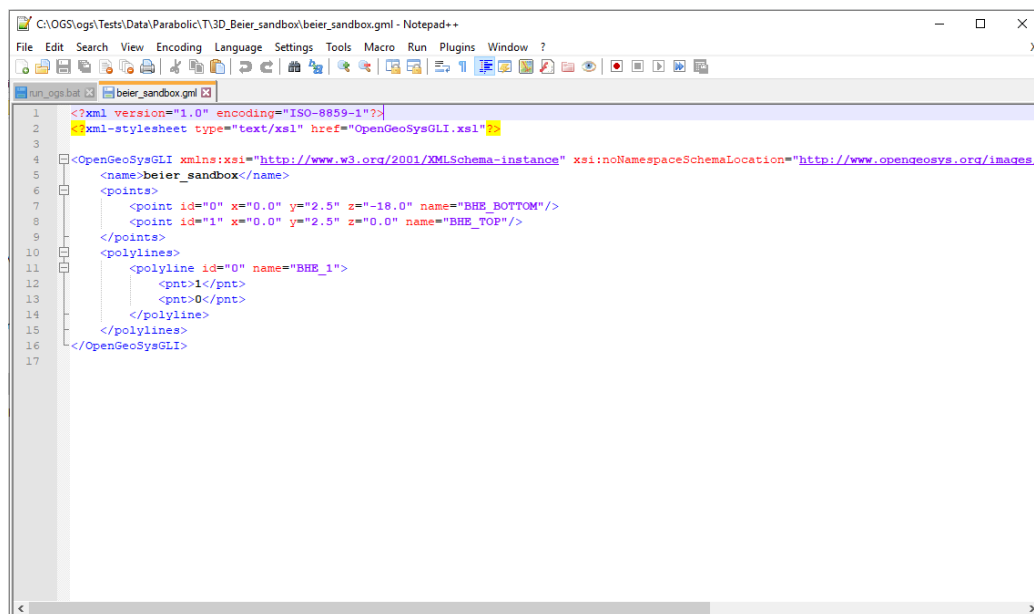 C:\OGS\ogs\Tests\Data\Parabolic\T\3D_Beier_sandbox\beier_sandbox.gml - Notepad++
File Edit Search View Encoding Language Settings Tools Macro Run Plugins Window ?
run_ogs.bat beier_sandbox.gml
1 <?xml version="1.0" encoding="ISO-8859-1"?>
2 <?xml-stylesheet type="text/xsl" href="OpenGeoSysGLI.xsl"?>
3
4 <OpenGeoSysGLI xmlns:xsi="http://www.w3.org/2001/XMLSchema-instance" xsi:noNamespaceSchemaLocation="http://www.opengeosys.org/images
5 <name>beier_sandbox</name>
6 <points>
7 <point id="0" x="0.0" y="2.5" z="-18.0" name="BHE_BOTTOM"/>
8 <point id="1" x="0.0" y="2.5" z="0.0" name="BHE_TOP"/>
9 </points>
10 <polylines>
11 <polyline id="0" name="BHE_1">
12 <pnt>1</pnt>
13 <pnt>0</pnt>
14 </polyline>
15 </polylines>
16 </OpenGeoSysGLI>
17